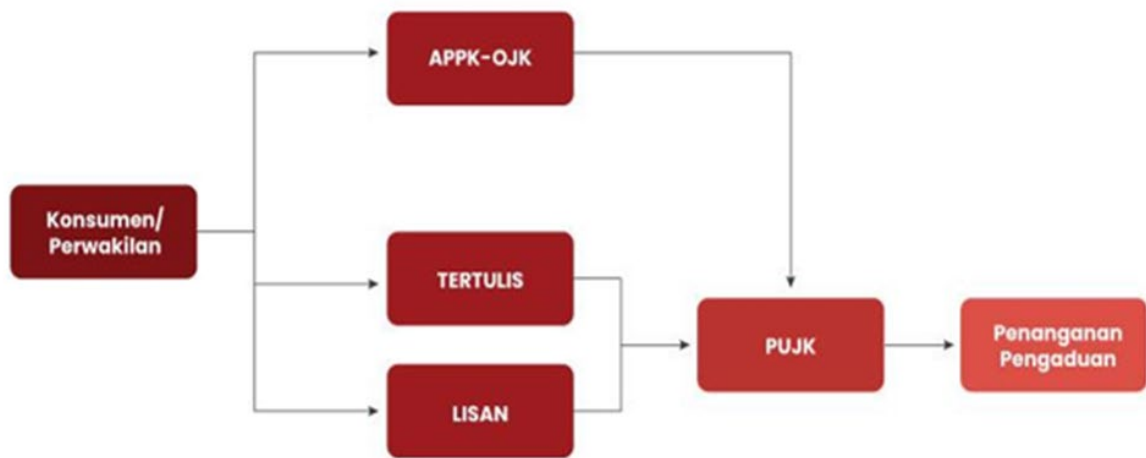 APPK-OJK
Konsumen/
Perwakilan
TERTULIS
LISAN
PUJK
Penanganan
Pengaduan